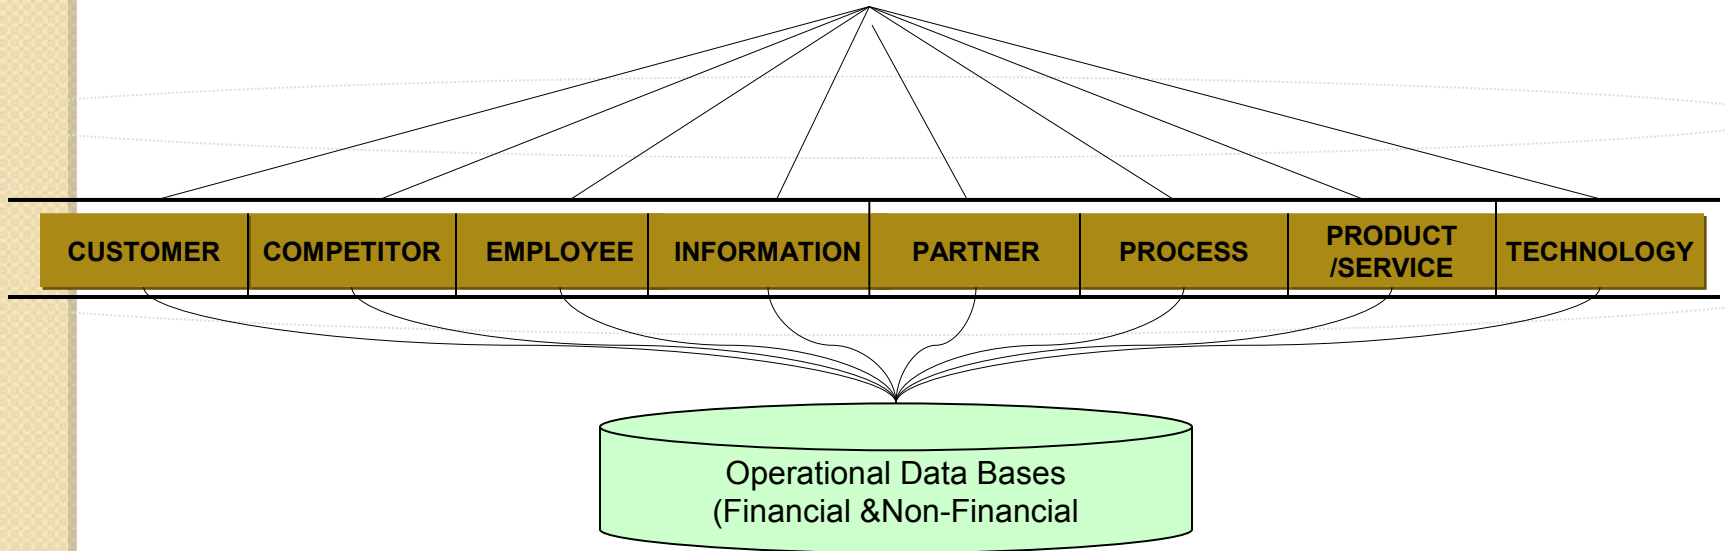 CUSTOMER
COMPETITOR
EMPLOYEE
INFORMATION
PARTNER
PROCESS
PRODUCT
/SERVICE
TECHNOLOGY
Operational Data Bases
(Financial &Non-Financial